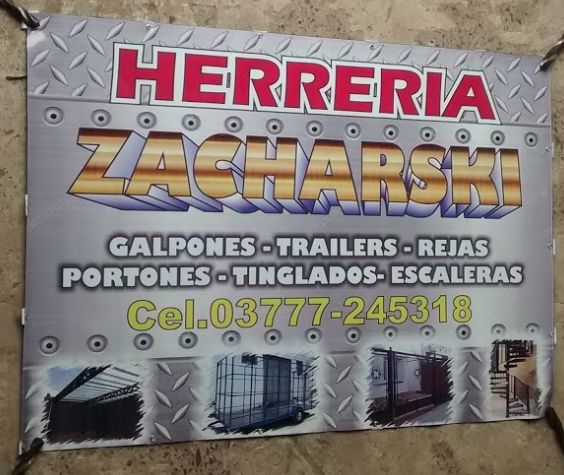 HERRERIA
ZACHARSKI
GALPONES - TRAILERS - REJAS
PORTONES - TINGLADOS- ESCALERAS
Cel.03777-245318